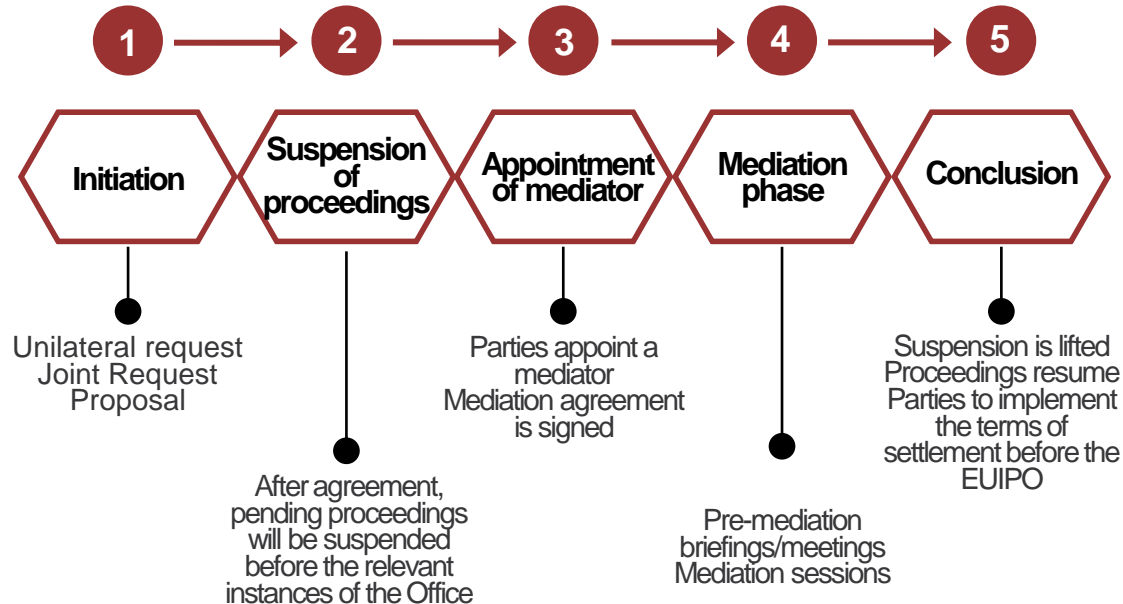 1
2
3
4
5
Initiation
Suspension
of
proceedings
Appointment
of mediator
Mediation
phase
Conclusion
Unilateral request
Joint Request
Proposal
After agreement,
pending proceedings
will be suspended
before the relevant
instances of the Office
Parties appoint a
mediator
Mediation agreement
is signed
Pre-mediation
briefings/meetings
Mediation sessions
Suspension is lifted
Proceedings resume
Parties to implement
the terms of
settlement before the
EUIPO